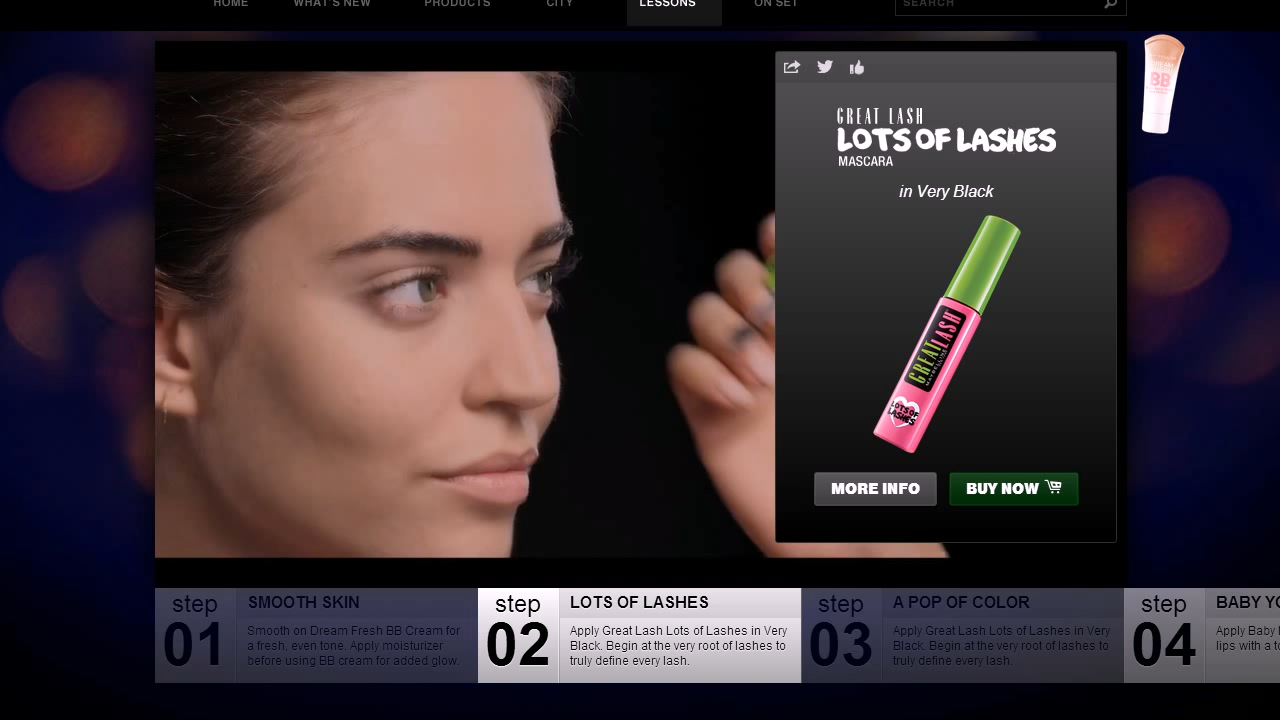 HOME WHAT'S NEW PRODUCTS CITY LESSONS ON SET SEARCH
BB
GREAT LASH
LOTS OF LASHES
MASCARA
in Very Black
GREAT LASH
MAYBELLINE
LOTS OF
LASHES
MORE INFO BUY NOW
step
01
SMOOTH SKIN
Smooth on Dream Fresh BB Cream for
a fresh, even tone. Apply moisturizer
before using BB cream for added glow.
step
02
LOTS OF LASHES
Apply Great Lash Lots of Lashes in Very
Black. Begin at the very root of lashes to
truly define every lash.
step
03
A POP OF COLOR
Apply Great Lash Lots of Lashes in Very
Black. Begin at the very root of lashes to
truly define every lash.
step
04
BABY YO
Apply Baby
lips with a to